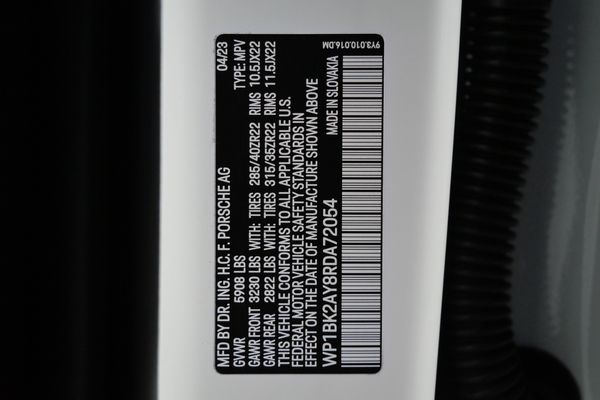 MFD BY DR. ING. H.C. F. PORSCHE AG 04/23
GVWR 5908 LBS TYPE: MPV
GAWR FRONT 3230 LBS WITH: TIRES 285/40ZR22 RIMS 10.5JX22
GAWR REAR 2822 LBS WITH: TIRES 315/35ZR22 RIMS 11.5JX22
THIS VEHICLE CONFORMS TO ALL APPLICABLE U.S.
FEDERAL MOTOR VEHICLE SAFETY STANDARDS IN
EFFECT ON THE DATE OF MANUFACTURE SHOWN ABOVE
WP1BK2AY8RDA72054 MADE IN SLOVAKIA
9Y3.010.016.DM